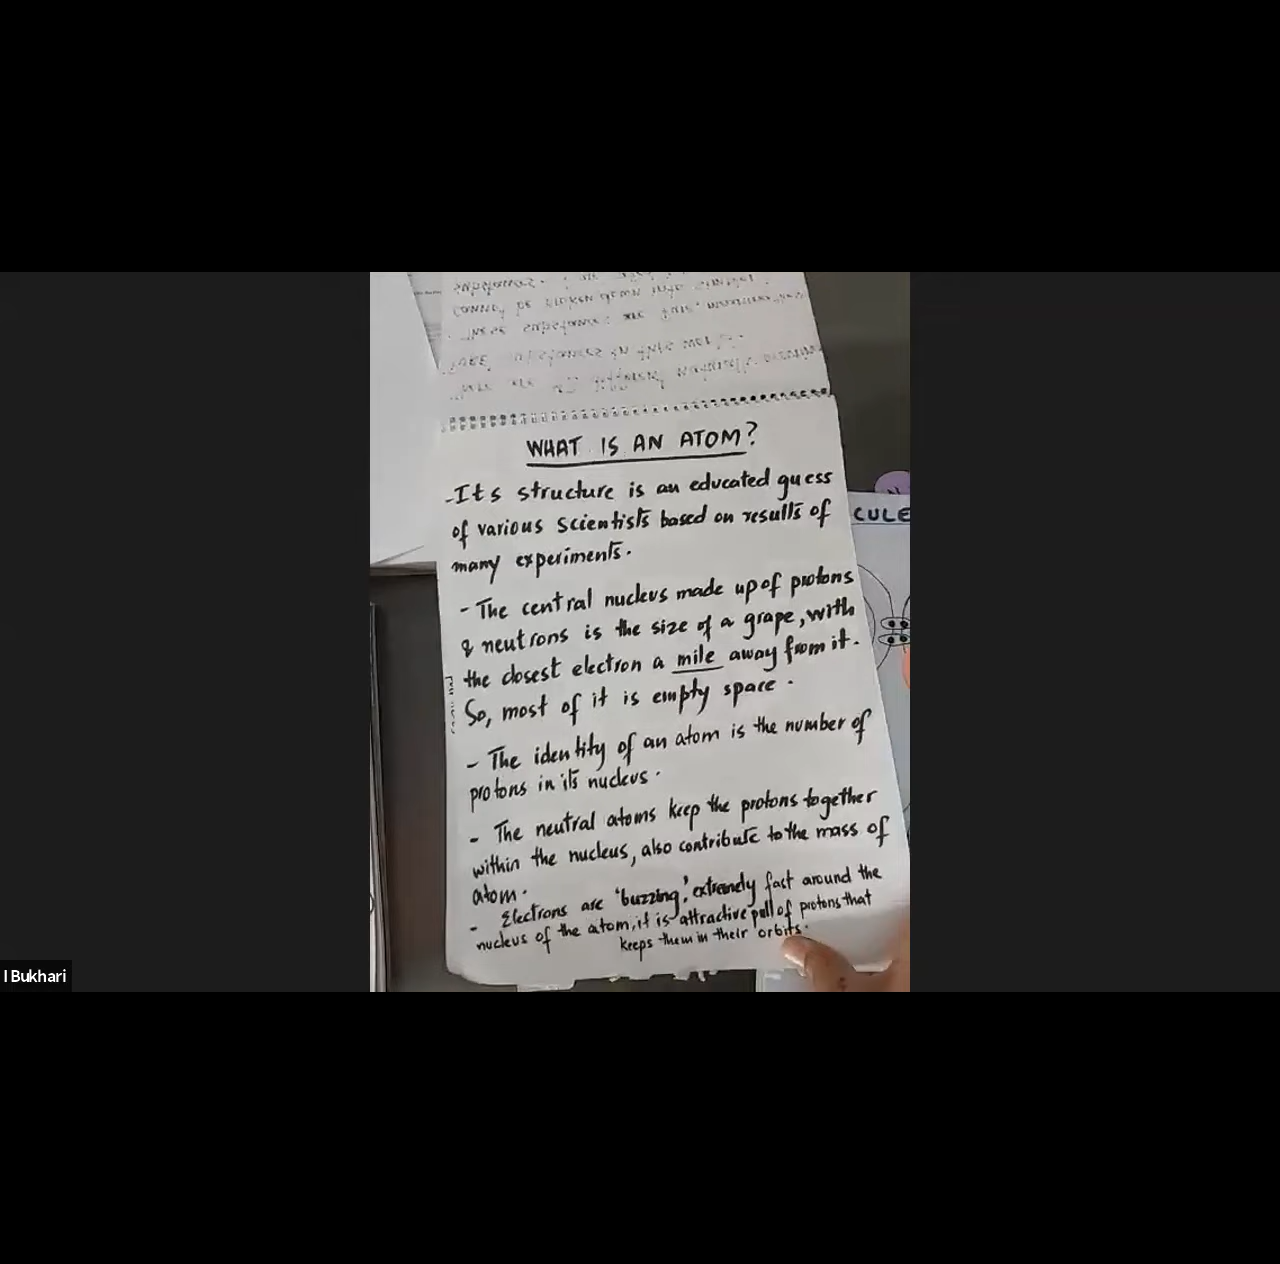 WHAT IS AN ATOM?
-Its structure is an educated guess
of various scientists based on results of
many experiments.
- The central nucleus made up of protons
& neutrons is the size of a grape, with
the closest electron a mile away from it.
So, most of it is empty space.
- The identity of an atom is the number of
protons in its nucleus.
- The neutral atoms keep the protons together
within the nucleus, also contribute to the mass of
atom.
- Electrons are 'buzzing' extremely fast around the
nucleus of the atom, it is attractive pull of protons that
keeps them in their orbits.
CULE
I Bukhari